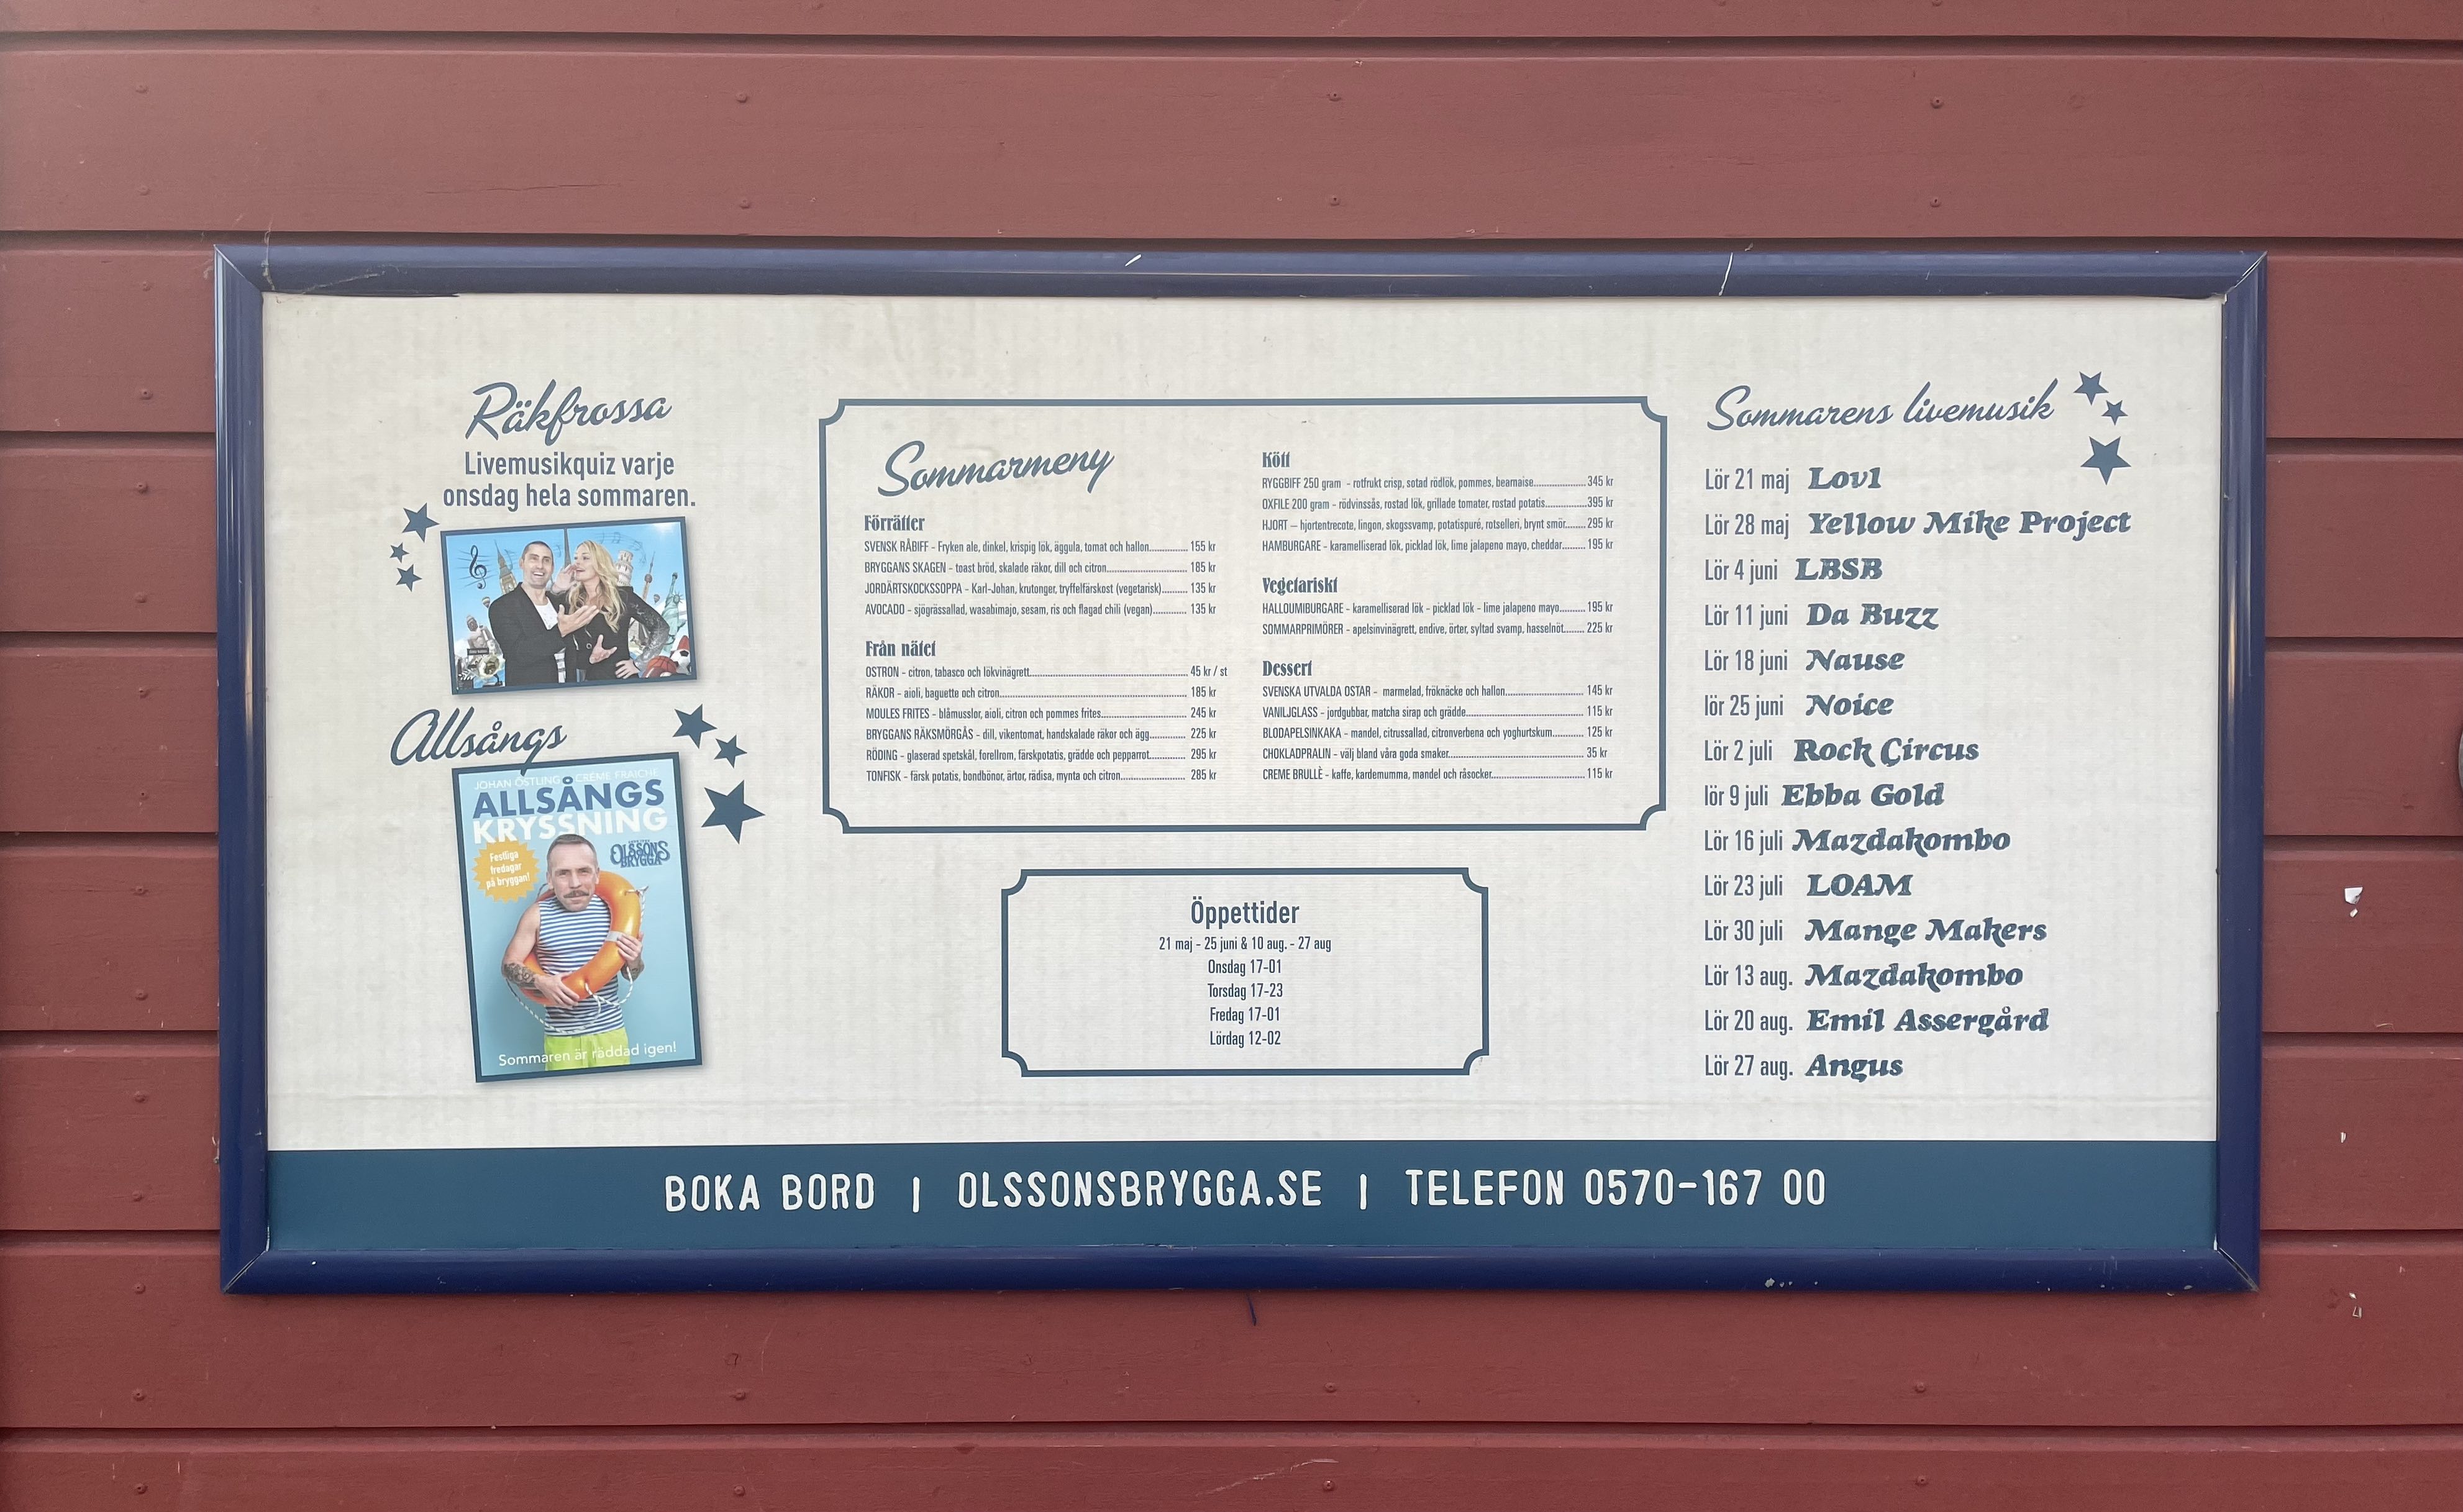 Räkfrossa
Livemusikquiz varje
onsdag hela sommaren.
Allsångs
JOHAN ÖSTLING CRÈME FRAICHE
ALLSÅNGS
KRYSSNING
Festliga
fredagar
på bryggan!
OLSSONS
BRYGGA
Sommaren är räddad igen!
Sommarmeny
Förrätter
SVENSK RÅBIFF - Fryken ale, dinkel, krispig lök, äggula, tomat och hallon............. 155 kr
BRYGGANS SKAGEN - toast bröd, skalade räkor, dill och citron........................... 185 kr
JORDÄRTSKOCKSSOPPA - Karl-Johan, krutonger, tryffelfärskost (vegetarisk)......... 135 kr
AVOCADO - sjögrässallad, wasabimajo, sesam, ris och flagad chili (vegan)........... 135 kr
Från nätet
OSTRON - citron, tabasco och lökvinägrett..................................................... 45 kr / st
RÄKOR - aioli, baguette och citron............................................................... 185 kr
MOULES FRITES - blåmusslor, aioli, citron och pommes frites............................ 245 kr
BRYGGANS RÄKSMÖRGÅS - dill, vikentomat, handskalade räkor och ägg............ 225 kr
RÖDING - glaserad spetskål, forellrom, färskpotatis, grädde och pepparrot............ 295 kr
TONFISK - färsk potatis, bondbönor, ärtor, rädisa, mynta och citron...................... 285 kr
Kött
RYGGBIFF 250 gram - rotfrukt crisp, sotad rödlök, pommes, bearnaise.................. 345 kr
OXFILE 200 gram - rödvinssås, rostad lök, grillade tomater, rostad potatis.............. 395 kr
HJORT – hjortentrecote, lingon, skogssvamp, potatispuré, rotselleri, brynt smör....... 295 kr
HAMBURGARE - karamelliserad lök, picklad lök, lime jalapeno mayo, cheddar........ 195 kr
Vegetariskt
HALLOUMIBURGARE - karamelliserad lök - picklad lök - lime jalapeno mayo......... 195 kr
SOMMARPRIMÖRER - apelsinvinägrett, endive, örter, syltad svamp, hasselnöt....... 225 kr
Dessert
SVENSKA UTVALDA OSTAR - marmelad, fröknäcke och hallon........................... 145 kr
VANILJGLASS - jordgubbar, matcha sirap och grädde........................................ 115 kr
BLODAPELSINKAKA - mandel, citrussallad, citronverbena och yoghurtskum........... 125 kr
CHOKLADPRALIN - välj bland våra goda smaker............................................... 35 kr
CREME BRULLÈ - kaffe, kardemumma, mandel och råsocker................................ 115 kr
Öppettider
21 maj - 25 juni & 10 aug. - 27 aug
Onsdag 17-01
Torsdag 17-23
Fredag 17-01
Lördag 12-02
Sommarens livemusik
Lör 21 maj Lov1
Lör 28 maj Yellow Mike Project
Lör 4 juni LBSB
Lör 11 juni Da Buzz
Lör 18 juni Nause
lör 25 juni Noice
Lör 2 juli Rock Circus
lör 9 juli Ebba Gold
Lör 16 juli Mazdakombo
Lör 23 juli LOAM
Lör 30 juli Mange Makers
Lör 13 aug. Mazdakombo
Lör 20 aug. Emil Assergård
Lör 27 aug. Angus
BOKA BORD | OLSSONSBRYGGA.SE | TELEFON 0570-167 00